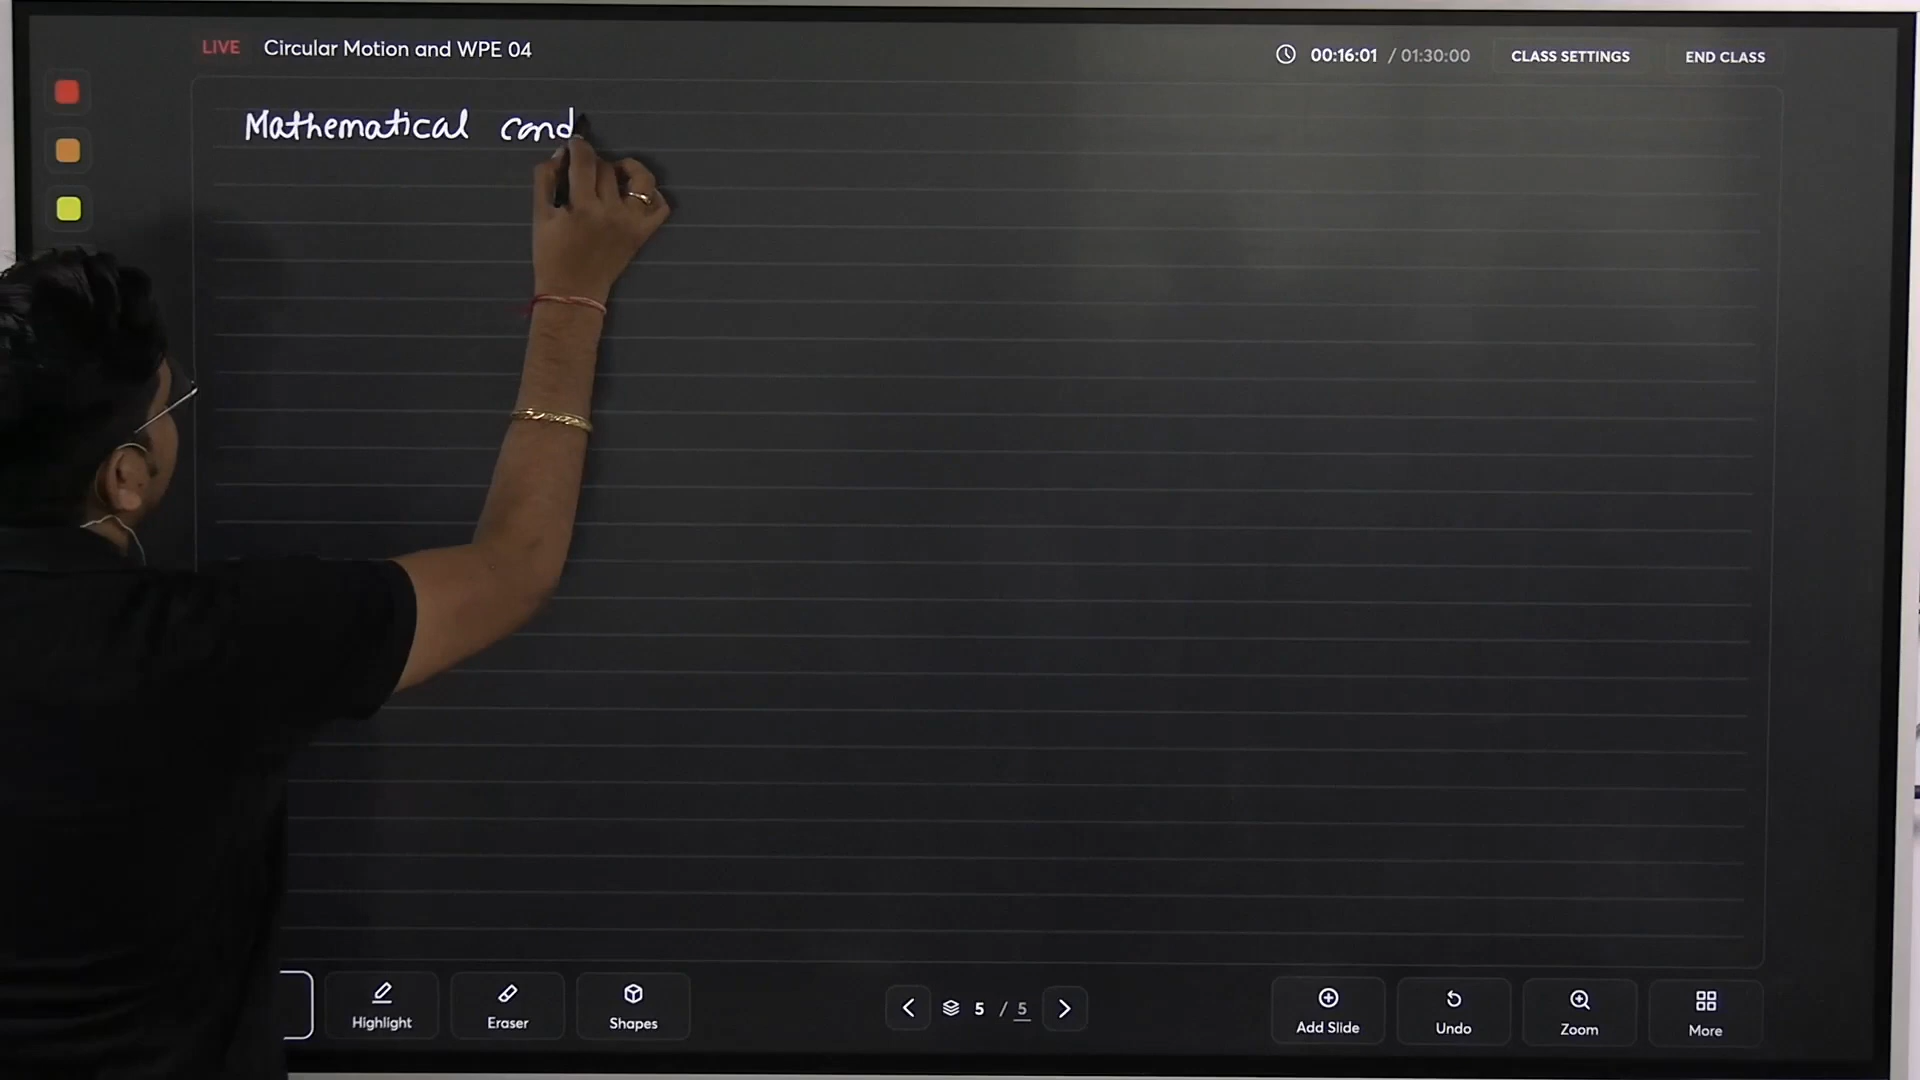 LIVE Circular Motion and WPE 04 00:16:01 / 01:30:00 CLASS SETTINGS END CLASS
Mathematical cond
Highlight Eraser Shapes 5 / 5 Add Slide Undo Zoom More